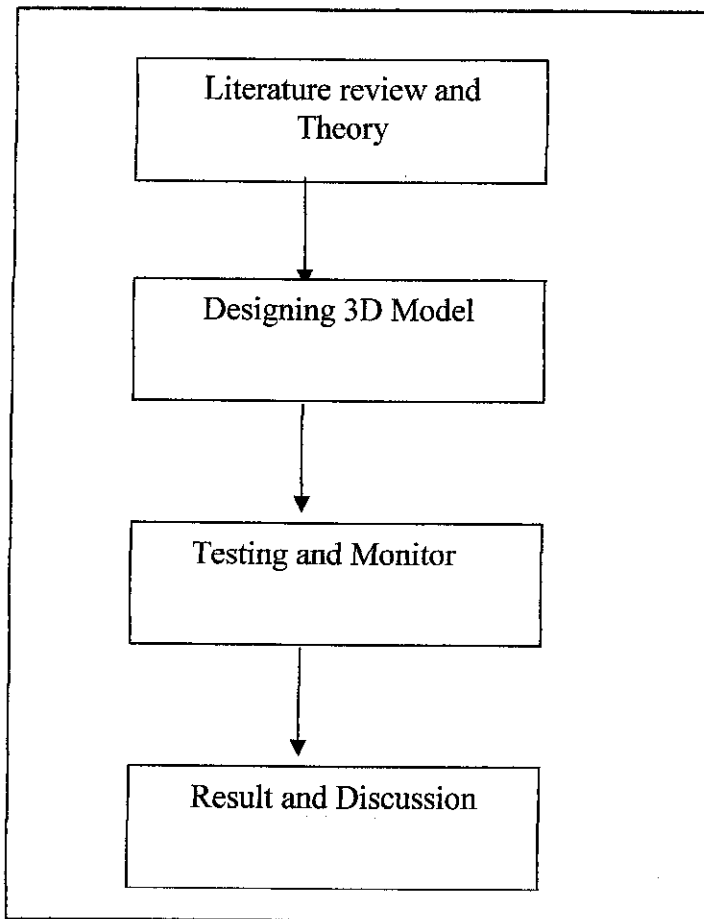 Literature review and
Theory
Designing 3D Model
Testing and Monitor
Result and Discussion